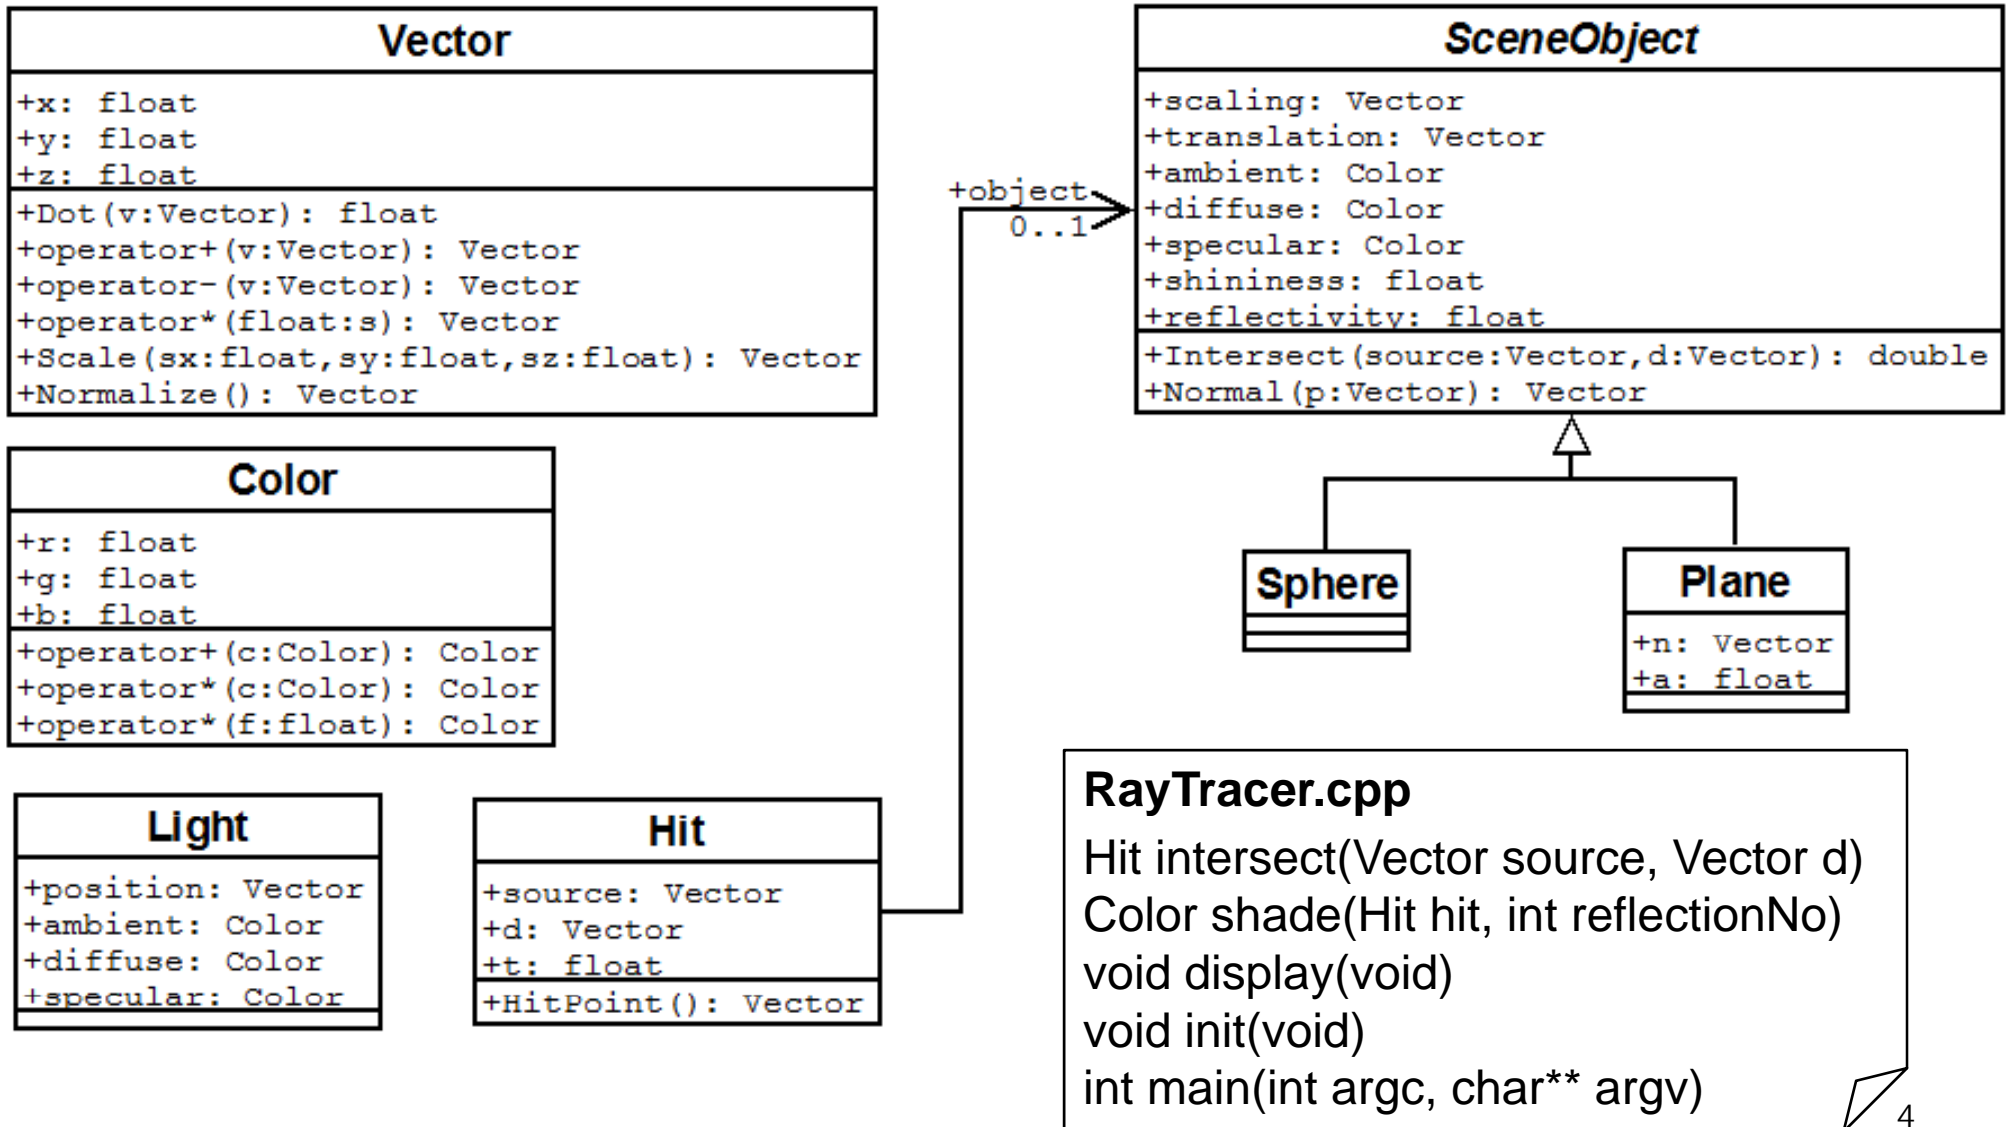 Vector
+x: float
+y: float
+z: float
+Dot(v:Vector): float
+operator+(v:Vector): Vector
+operator-(v:Vector): Vector
+operator*(float:s): Vector
+Scale(sx:float,sy:float,sz:float): Vector
+Normalize(): Vector
SceneObject
+scaling: Vector
+translation: Vector
+ambient: Color
+diffuse: Color
+specular: Color
+shininess: float
+reflectivity: float
+Intersect(source:Vector,d:Vector): double
+Normal(p:Vector): Vector
+object
0..1
Color
+r: float
+g: float
+b: float
+operator+(c:Color): Color
+operator*(c:Color): Color
+operator*(f:float): Color
Sphere
Plane
+n: Vector
+a: float
Light
+position: Vector
+ambient: Color
+diffuse: Color
+specular: Color
Hit
+source: Vector
+d: Vector
+t: float
+HitPoint(): Vector
RayTracer.cpp
Hit intersect(Vector source, Vector d)
Color shade(Hit hit, int reflectionNo)
void display(void)
void init(void)
int main(int argc, char** argv)
4